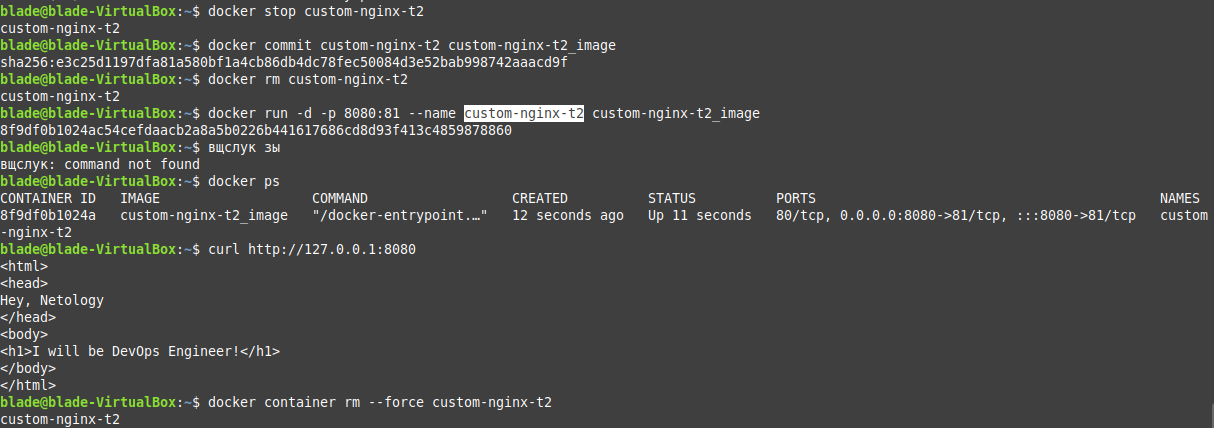 blade@blade-VirtualBox:~$ docker stop custom-nginx-t2
custom-nginx-t2
blade@blade-VirtualBox:~$ docker commit custom-nginx-t2 custom-nginx-t2_image
sha256:e3c25d1197dfa81a580bf1a4cb86db4dc78fec50084d3e52bab998742aaacd9f
blade@blade-VirtualBox:~$ docker rm custom-nginx-t2
custom-nginx-t2
blade@blade-VirtualBox:~$ docker run -d -p 8080:81 --name custom-nginx-t2 custom-nginx-t2_image
8f9df0b1024ac54cefdaacb2a8a5b0226b441617686cd8d93f413c4859878860
blade@blade-VirtualBox:~$ вщслук зы
вщслук: command not found
blade@blade-VirtualBox:~$ docker ps
CONTAINER ID   IMAGE                   COMMAND                  CREATED          STATUS          PORTS                                           NAMES
8f9df0b1024a   custom-nginx-t2_image   "/docker-entrypoint.…"   12 seconds ago   Up 11 seconds   80/tcp, 0.0.0.0:8080->81/tcp, :::8080->81/tcp   custom
-nginx-t2
blade@blade-VirtualBox:~$ curl http://127.0.0.1:8080
<html>
<head>
Hey, Netology
</head>
<body>
<h1>I will be DevOps Engineer!</h1>
</body>
</html>
blade@blade-VirtualBox:~$ docker container rm --force custom-nginx-t2
custom-nginx-t2